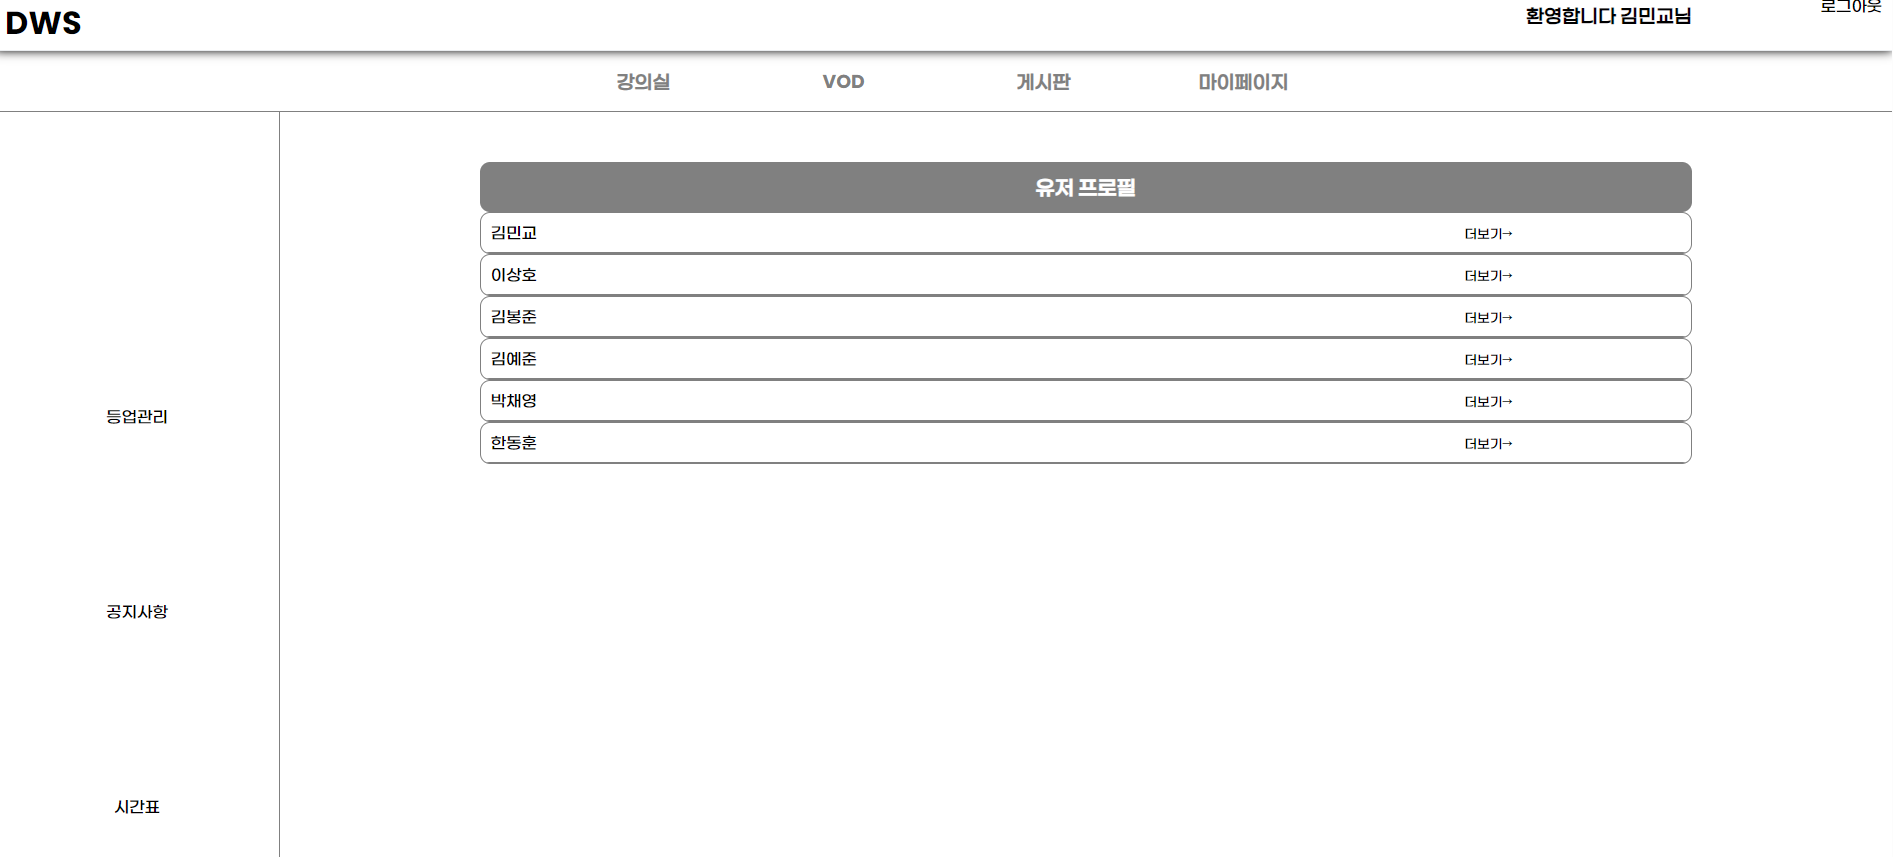 DWS
환영합니다 김민교님
로그아웃
강의실 VOD 게시판 마이페이지
유저 프로필
김민교 더보기→
이상호 더보기→
김봉준 더보기→
김예준 더보기→
박채영 더보기→
한동훈 더보기→
등업관리
공지사항
시간표